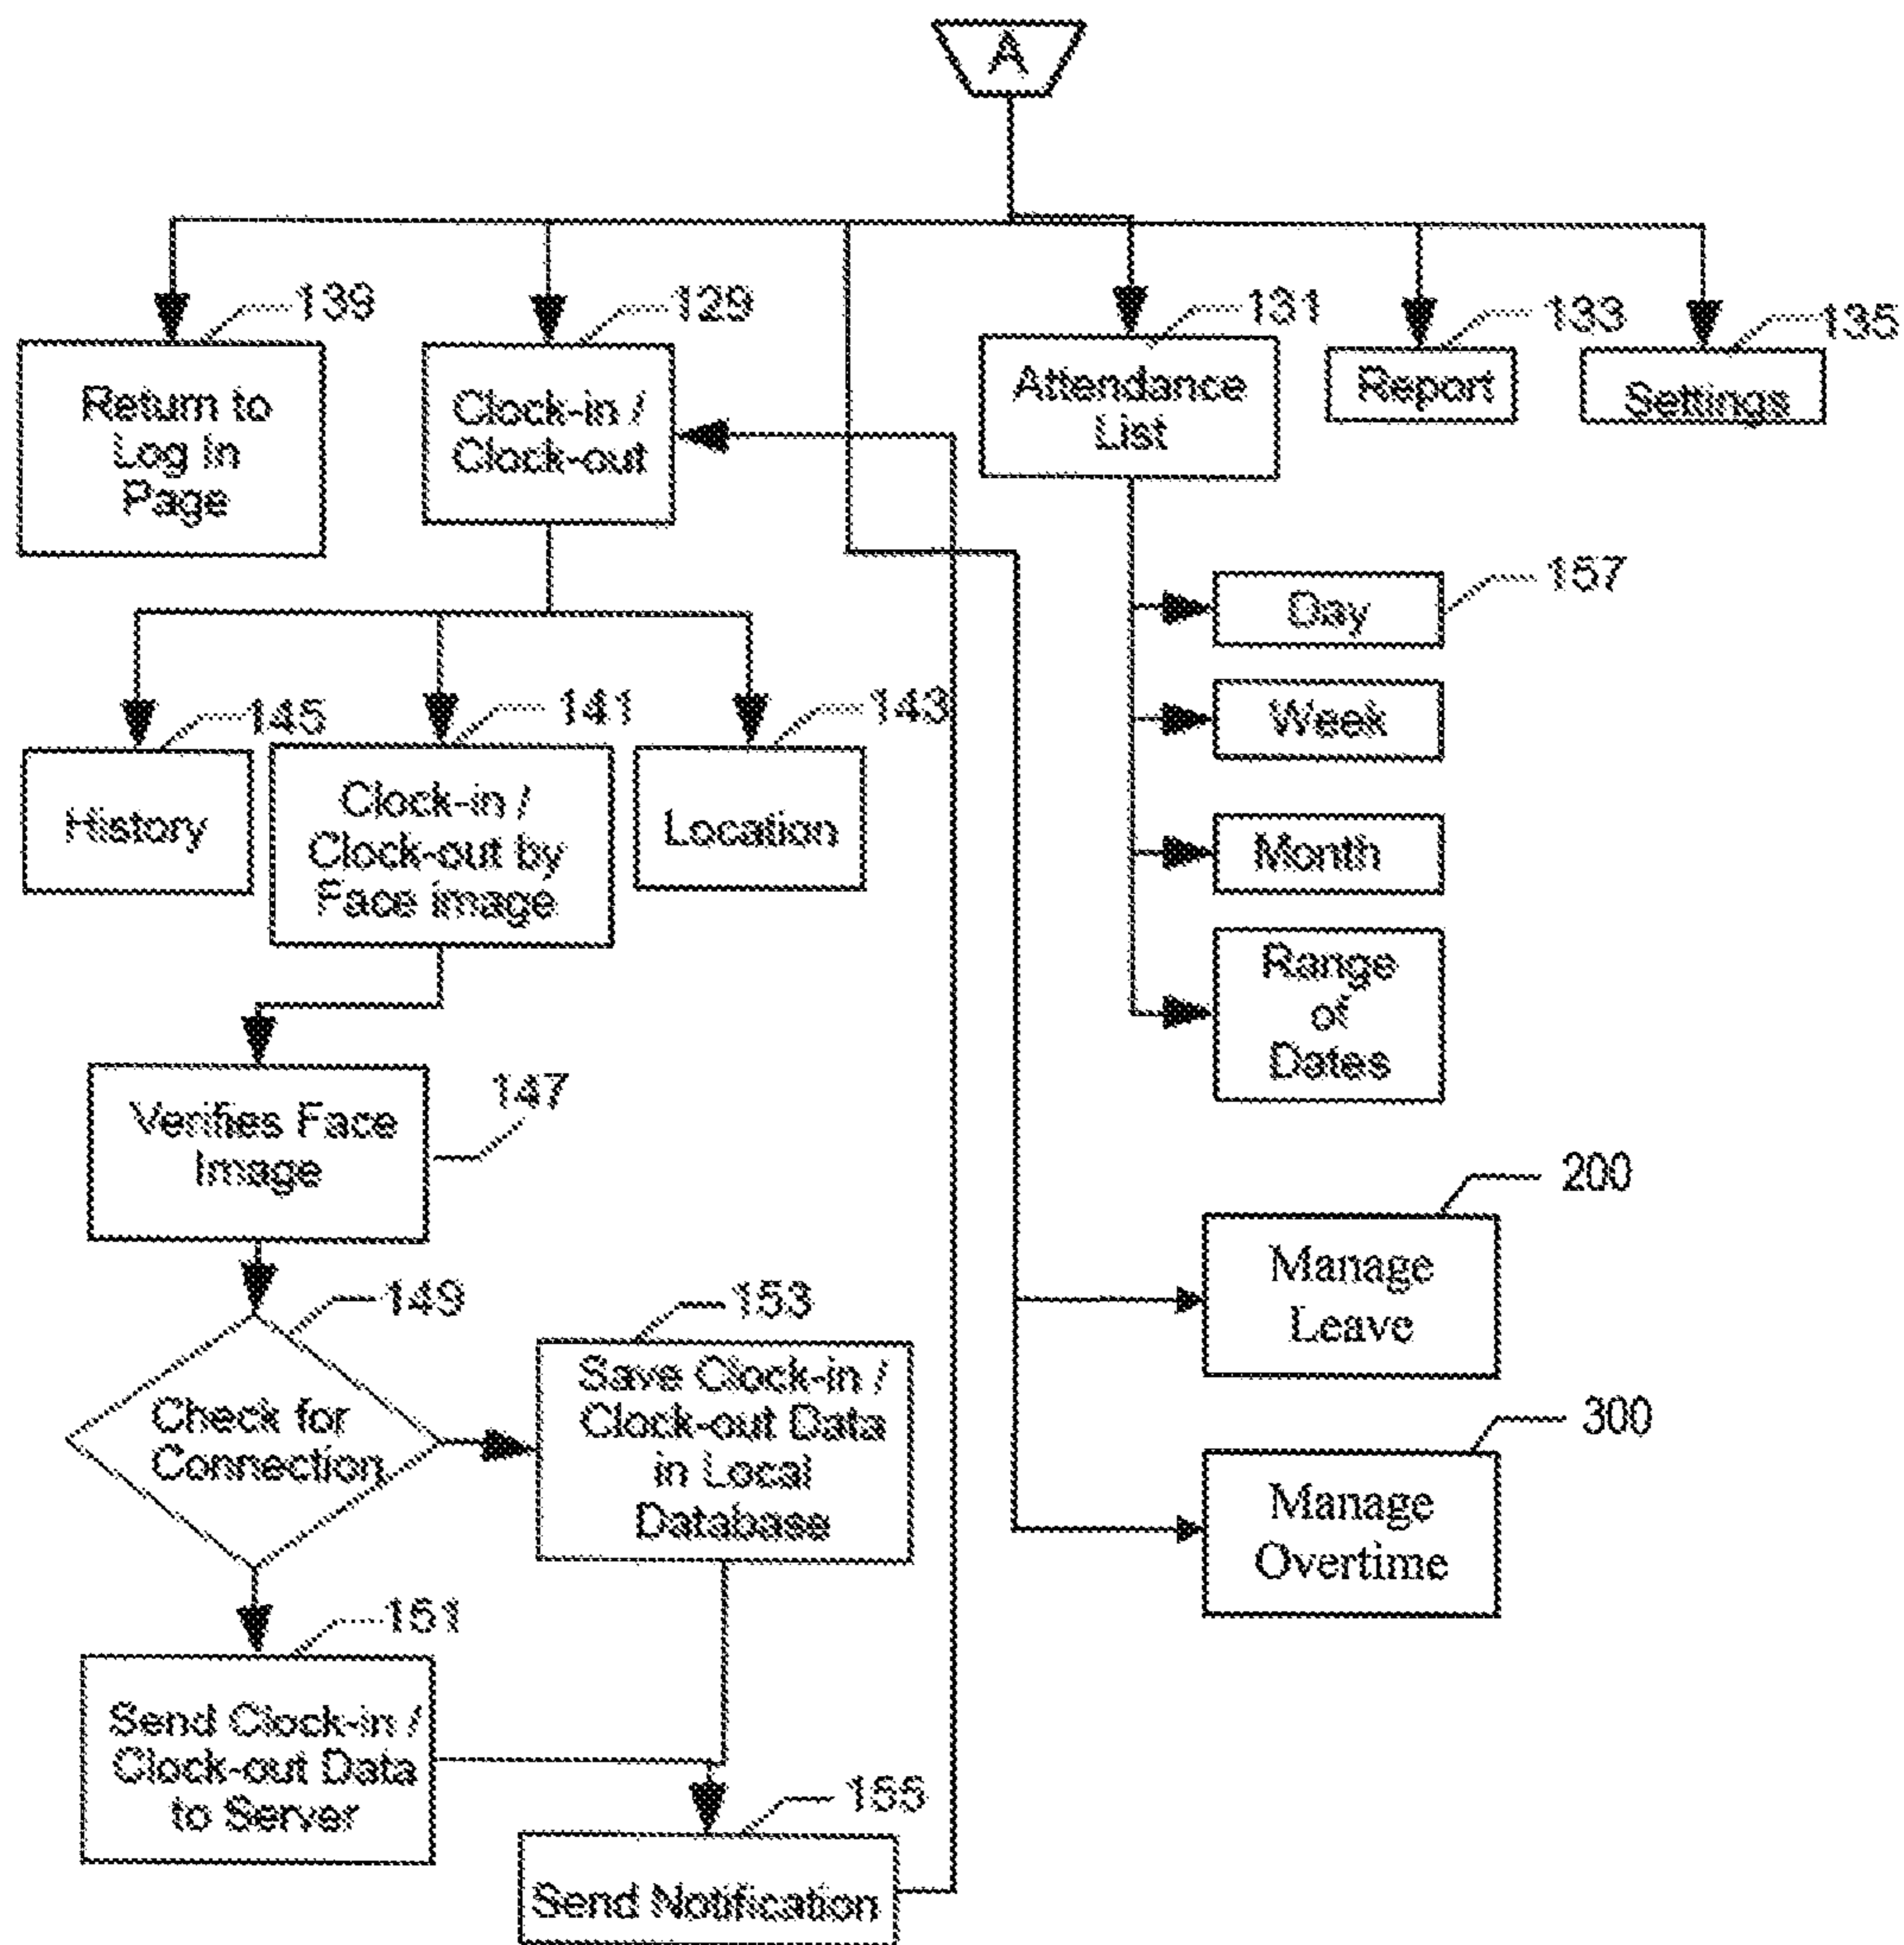 A
139
129
131
133
135
Return to
Log In
Page
Clock-in /
Clock-out
Attendance
List
Report
Settings
157
Day
Week
Month
Range
of
Dates
145
141
143
History
Clock-in /
Clock-out by
Face image
Location
147
Verifies Face
Image
200
Manage
Leave
149
153
Check for
Connection
Save Clock-in /
Clock-out Data
in Local
Database
300
Manage
Overtime
151
Send Clock-in /
Clock-out Data
to Server
155
Send Notification